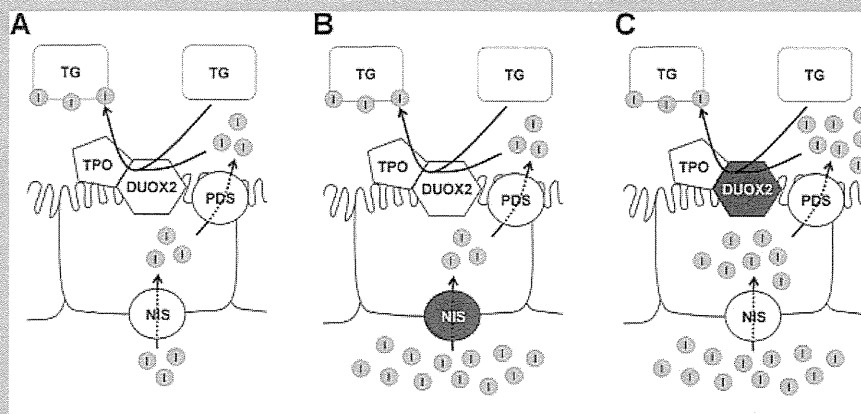 A B C
TG TG TG TG TG TG
I I I I I I I I I
I I I I I I I I I I I I I I I
TPO TPO TPO
DUOX2 DUOX2 DUOX2
PDS PDS PDS
I I I I I I I I I I I I I
NIS NIS NIS
I I I I I I I I I I I I I I I I I I I I I I I I I I I